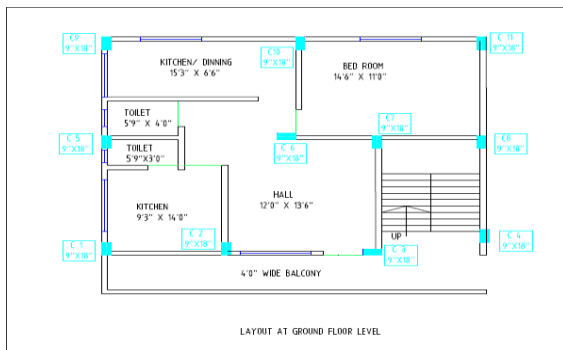 C9
9"X18"
KITCHEN/ DINNING
15'3" X 6'6"
C10
9"X18"
BED ROOM
14'6" X 11'0"
C 11
9"X18"
TOILET
5'9" X 4'0"
C 5
9"X18"
TOILET
5'9"X3'0"
C 6
9"X18"
C7
9"X18"
C8
9"X18"
KITCHEN
9'3" X 14'0"
HALL
12'0" X 13'6"
UP
C 1
9"X18"
C 2
9"X18"
C 3
9"X18"
C 4
9"X18"
4'0" WIDE BALCONY
LAYOUT AT GROUND FLOOR LEVEL